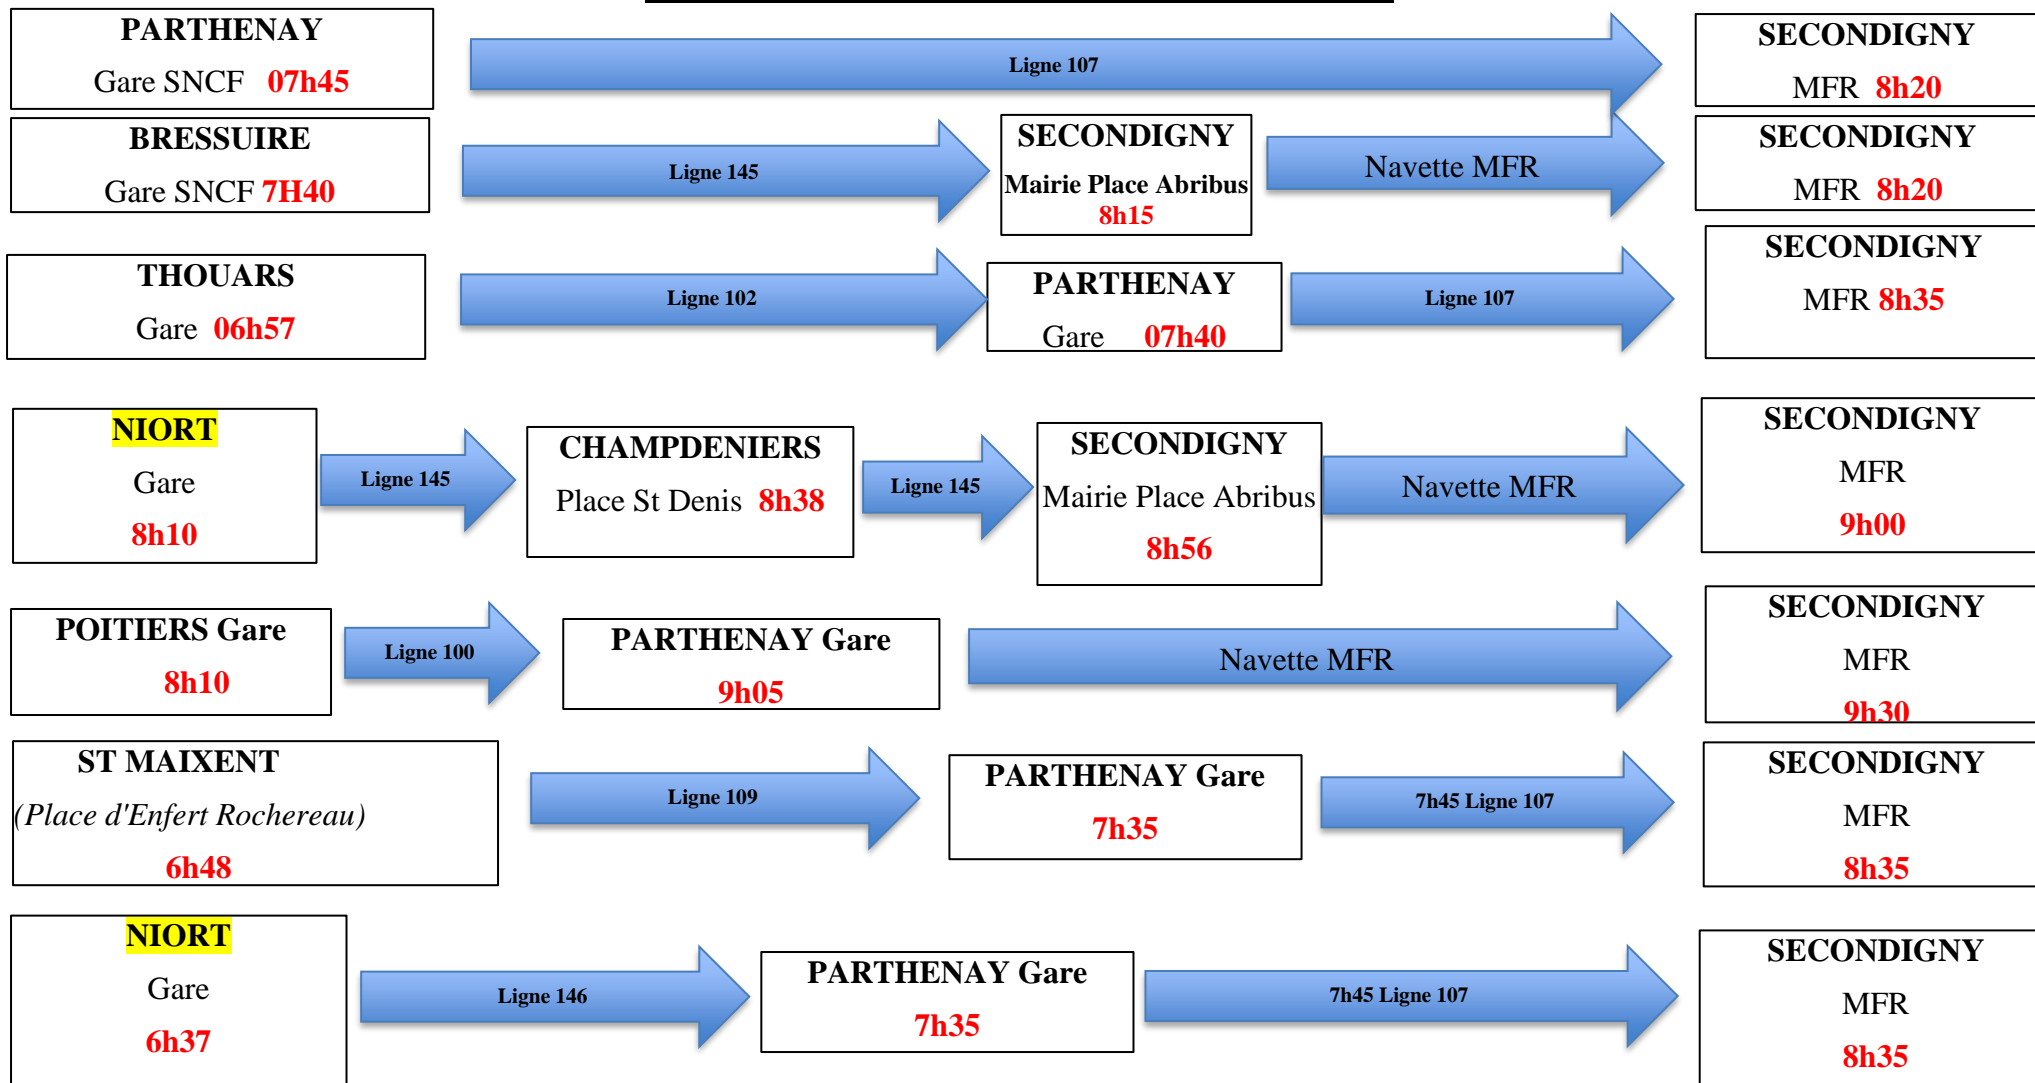 PARTHENAY
Gare SNCF 07h45
Ligne 107
SECONDIGNY
MFR 8h20
BRESSUIRE
Gare SNCF 7H40
Ligne 145
SECONDIGNY
Mairie Place Abribus
8h15
Navette MFR
SECONDIGNY
MFR 8h20
THOUARS
Gare 06h57
Ligne 102
PARTHENAY
Gare 07h40
Ligne 107
SECONDIGNY
MFR 8h35
NIORT
Gare
8h10
Ligne 145
CHAMPDENIERS
Place St Denis 8h38
Ligne 145
SECONDIGNY
Mairie Place Abribus
8h56
Navette MFR
SECONDIGNY
MFR
9h00
POITIERS Gare
8h10
Ligne 100
PARTHENAY Gare
9h05
Navette MFR
SECONDIGNY
MFR
9h30
ST MAIXENT
(Place d'Enfert Rochereau)
6h48
Ligne 109
PARTHENAY Gare
7h35
7h45 Ligne 107
SECONDIGNY
MFR
8h35
NIORT
Gare
6h37
Ligne 146
PARTHENAY Gare
7h35
7h45 Ligne 107
SECONDIGNY
MFR
8h35